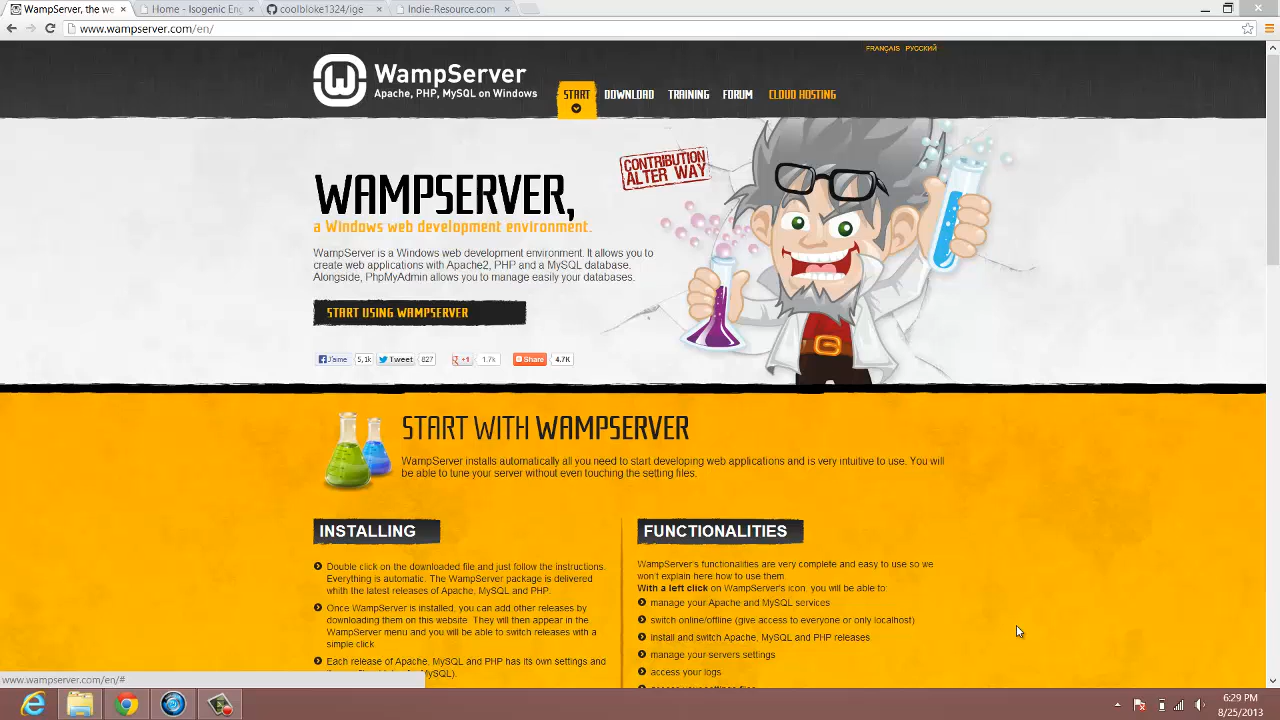 WampServer, the we
Home - Isogenic Eng
coolbloke1324/ige
Indie-Resource.com
www.wampserver.com/en/
FRANÇAIS РУССКИЙ
WampServer
Apache, PHP, MySQL on Windows
START
DOWNLOAD
TRAINING
FORUM
CLOUD HOSTING
CONTRIBUTION
ALTER WAY
WAMPSERVER,
a Windows web development environment.
WampServer is a Windows web development environment. It allows you to
create web applications with Apache2, PHP and a MySQL database.
Alongside, PhpMyAdmin allows you to manage easily your databases.
START USING WAMPSERVER
J'aime 5,1k Tweet 827 +1 1.7k Share 4.7K
START WITH WAMPSERVER
WampServer installs automatically all you need to start developing web applications and is very intuitive to use. You will
be able to tune your server without even touching the setting files.
INSTALLING
Double click on the downloaded file and just follow the instructions.
Everything is automatic. The WampServer package is delivered
whith the latest releases of Apache, MySQL and PHP.
Once WampServer is installed, you can add other releases by
downloading them on this website. They will then appear in the
WampServer menu and you will be able to switch releases with a
simple click.
Each release of Apache, MySQL and PHP has its own settings and
MySQL).
FUNCTIONALITIES
WampServer's functionalities are very complete and easy to use so we
won't explain here how to use them.
With a left click on WampServer's icon, you will be able to:
manage your Apache and MySQL services
switch online/offline (give access to everyone or only localhost)
install and switch Apache, MySQL and PHP releases
manage your servers settings
access your logs
www.wampserver.com/en/#
6:29 PM
8/25/2013